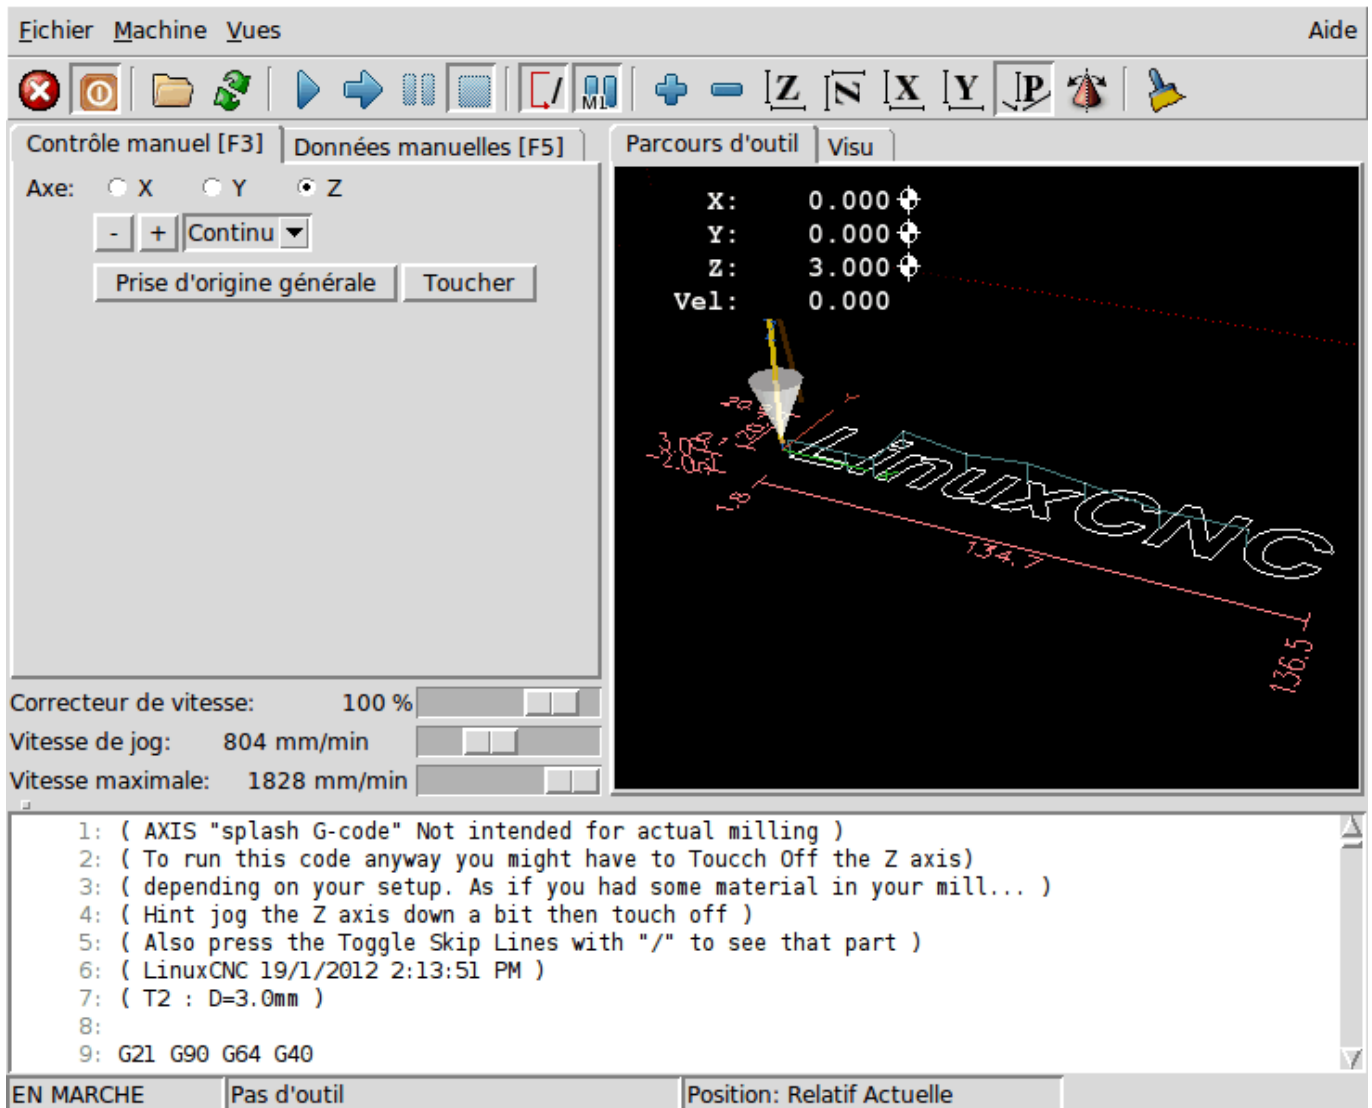 Fichier Machine Vues Aide
M1 Z N X Y P
Contrôle manuel [F3] Données manuelles [F5] Parcours d'outil Visu
Axe: X Y Z
- + Continu
Prise d'origine générale Toucher
X: 0.000
Y: 0.000
Z: 3.000
Vel: 0.000
Y
1.8
LinuxCNC
134.7
136.5
Correcteur de vitesse: 100 %
Vitesse de jog: 804 mm/min
Vitesse maximale: 1828 mm/min
1: ( AXIS "splash G-code" Not intended for actual milling )
2: ( To run this code anyway you might have to Toucch Off the Z axis)
3: ( depending on your setup. As if you had some material in your mill... )
4: ( Hint jog the Z axis down a bit then touch off )
5: ( Also press the Toggle Skip Lines with "/" to see that part )
6: ( LinuxCNC 19/1/2012 2:13:51 PM )
7: ( T2 : D=3.0mm )
8:
9: G21 G90 G64 G40
EN MARCHE Pas d'outil Position: Relatif Actuelle